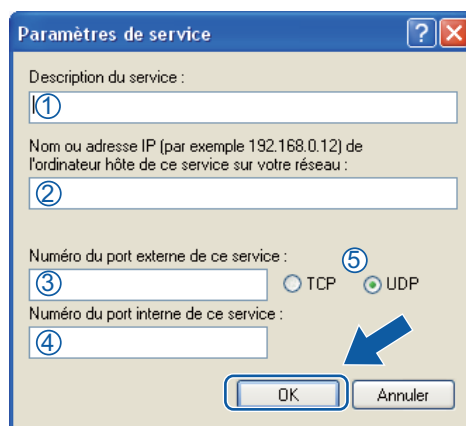 Paramètres de service
Description du service :
①
Nom ou adresse IP (par exemple 192.168.0.12) de
l'ordinateur hôte de ce service sur votre réseau :
②
Numéro du port externe de ce service :
⑤
③ TCP UDP
Numéro du port interne de ce service :
④
OK Annuler